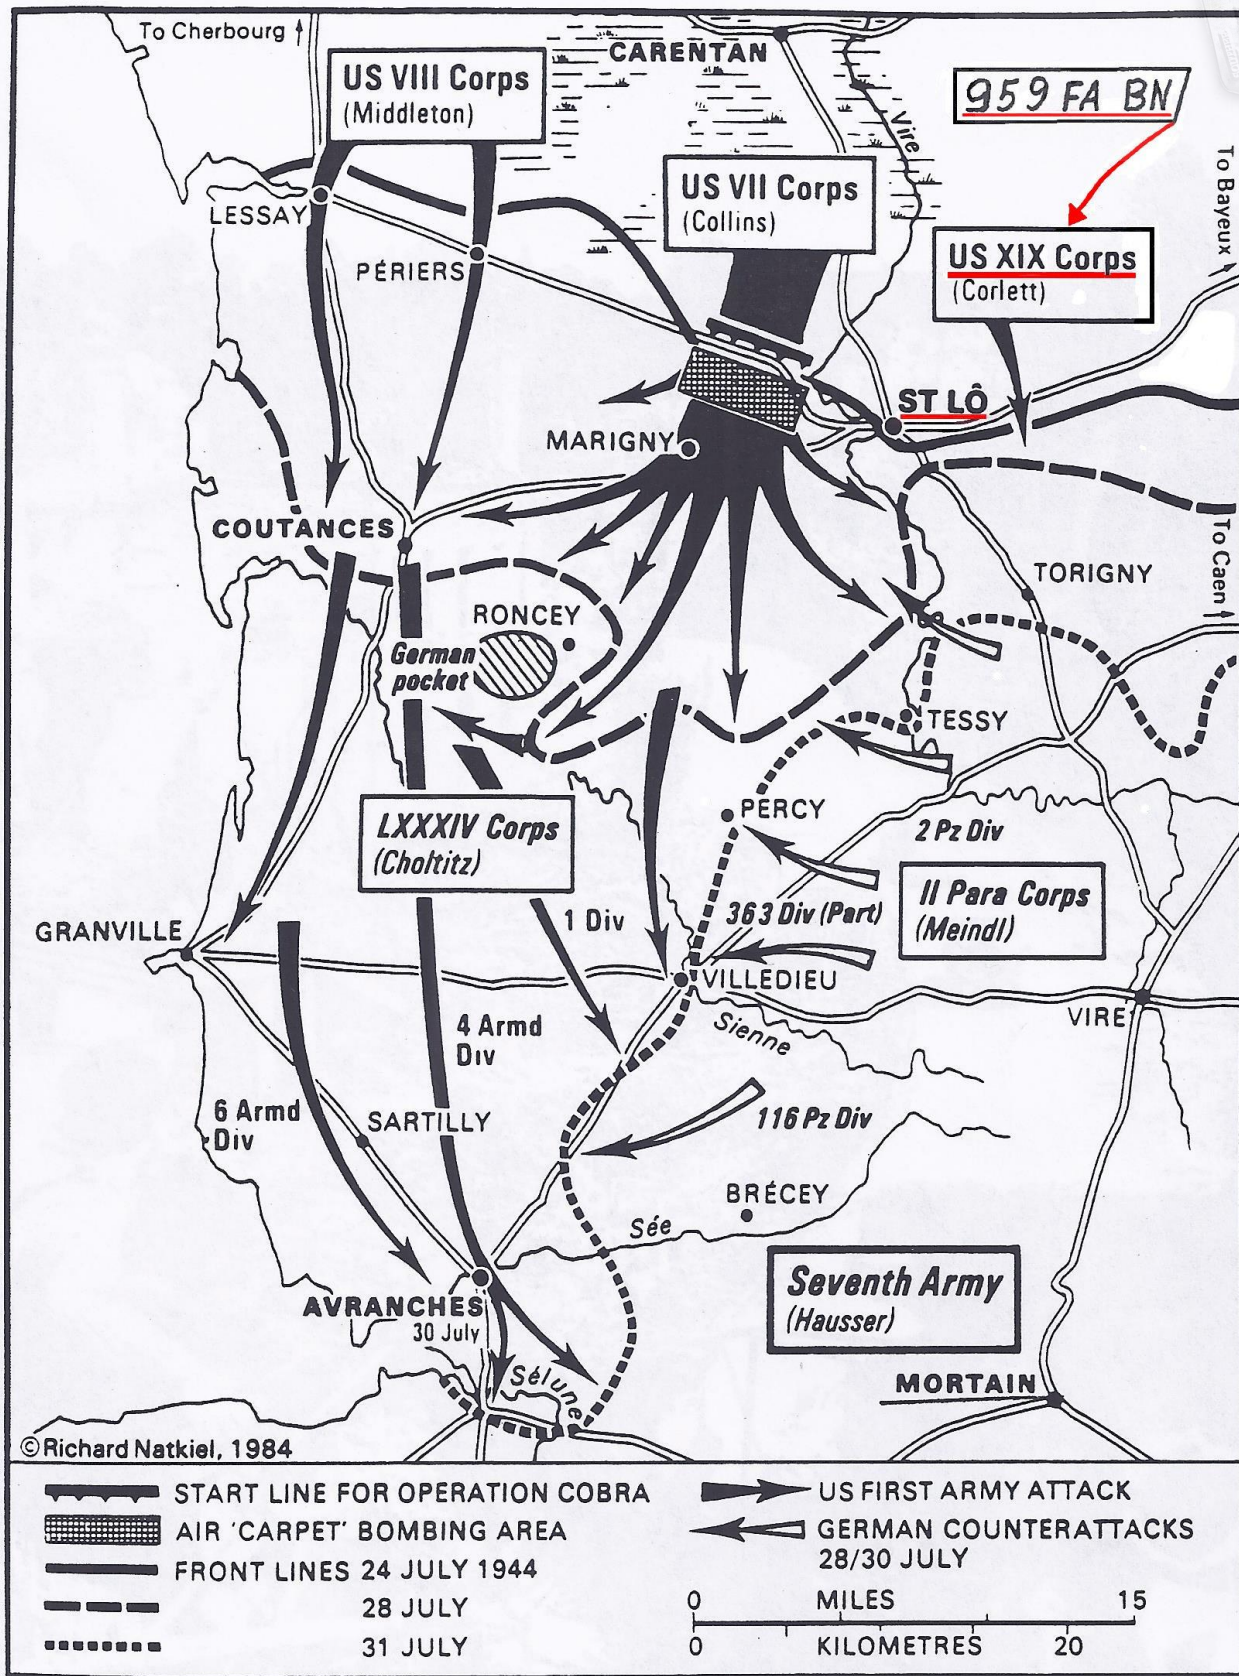 To Cherbourg ↑
US VIII Corps
(Middleton)
CARENTAN
959 FA BN
Vire
To Bayeux
US VII Corps
(Collins)
LESSAY
US XIX Corps
(Corlett)
PÉRIERS
ST LÔ
MARIGNY
COUTANCES
To Caen
TORIGNY
RONCEY
German
pocket
TESSY
PERCY
LXXXIV Corps
(Choltitz)
2 Pz Div
II Para Corps
(Meindl)
1 Div
363 Div (Part)
GRANVILLE
VILLEDIEU
VIRE
Sienne
4 Armd
Div
6 Armd
Div
SARTILLY
116 Pz Div
BRÉCEY
Sée
Seventh Army
(Hausser)
AVRANCHES
30 July
Sélune
MORTAIN
©Richard Natkiel, 1984
START LINE FOR OPERATION COBRA
AIR 'CARPET' BOMBING AREA
FRONT LINES 24 JULY 1944
28 JULY
31 JULY
US FIRST ARMY ATTACK
GERMAN COUNTERATTACKS
28/30 JULY
0 MILES 15
0 KILOMETRES 20